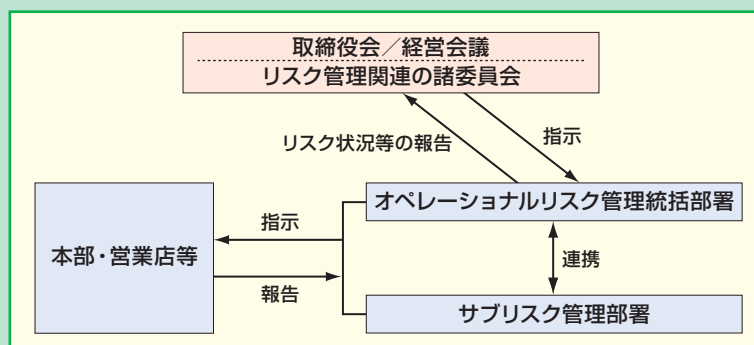 取締役会／経営会議
リスク管理関連の諸委員会
リスク状況等の報告
指示
オペレーショナルリスク管理統括部署
指示
本部・営業店等
連携
報告
サブリスク管理部署